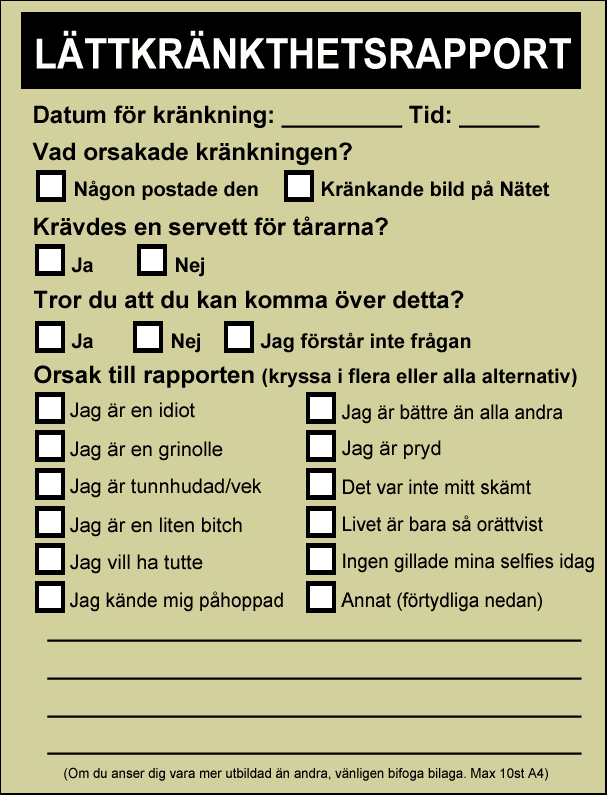 LÄTTKRÄNKTHETSRAPPORT
Datum för kränkning: _________ Tid: ______
Vad orsakade kränkningen?
Någon postade den Kränkande bild på Nätet
Krävdes en servett för tårarna?
Ja Nej
Tror du att du kan komma över detta?
Ja Nej Jag förstår inte frågan
Orsak till rapporten (kryssa i flera eller alla alternativ)
Jag är en idiot Jag är bättre än alla andra
Jag är en grinolle Jag är pryd
Jag är tunnhudad/vek Det var inte mitt skämt
Jag är en liten bitch Livet är bara så orättvist
Jag vill ha tutte Ingen gillade mina selfies idag
Jag kände mig påhoppad Annat (förtydliga nedan)
(Om du anser dig vara mer utbildad än andra, vänligen bifoga bilaga. Max 10st A4)